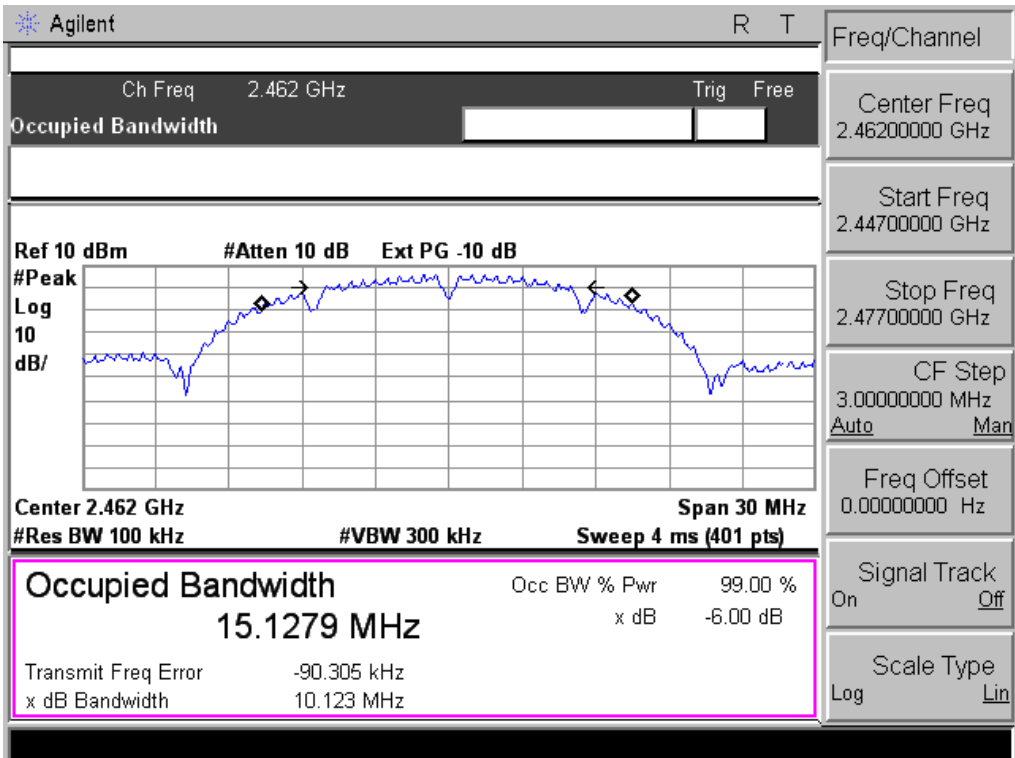 Agilent R T
Ch Freq 2.462 GHz Trig Free
Occupied Bandwidth
Ref 10 dBm #Atten 10 dB Ext PG -10 dB
#Peak
Log
10
dB/
Center 2.462 GHz Span 30 MHz
#Res BW 100 kHz #VBW 300 kHz Sweep 4 ms (401 pts)
Occupied Bandwidth Occ BW % Pwr 99.00 %
15.1279 MHz x dB -6.00 dB
Transmit Freq Error -90.305 kHz
x dB Bandwidth 10.123 MHz
Freq/Channel
Center Freq
2.46200000 GHz
Start Freq
2.44700000 GHz
Stop Freq
2.47700000 GHz
CF Step
3.00000000 MHz
Auto Man
Freq Offset
0.00000000 Hz
Signal Track
On Off
Scale Type
Log Lin